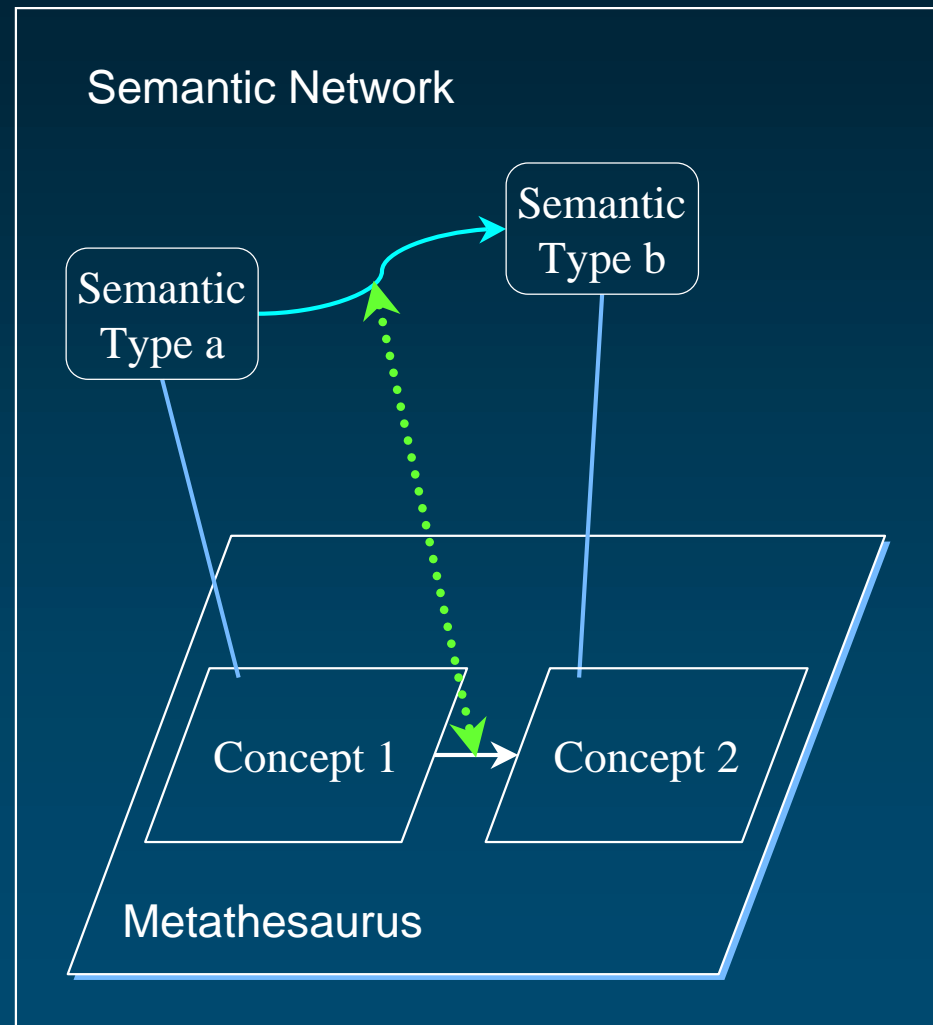 Semantic Network
Semantic
Type b
Semantic
Type a
Concept 1
Concept 2
Metathesaurus